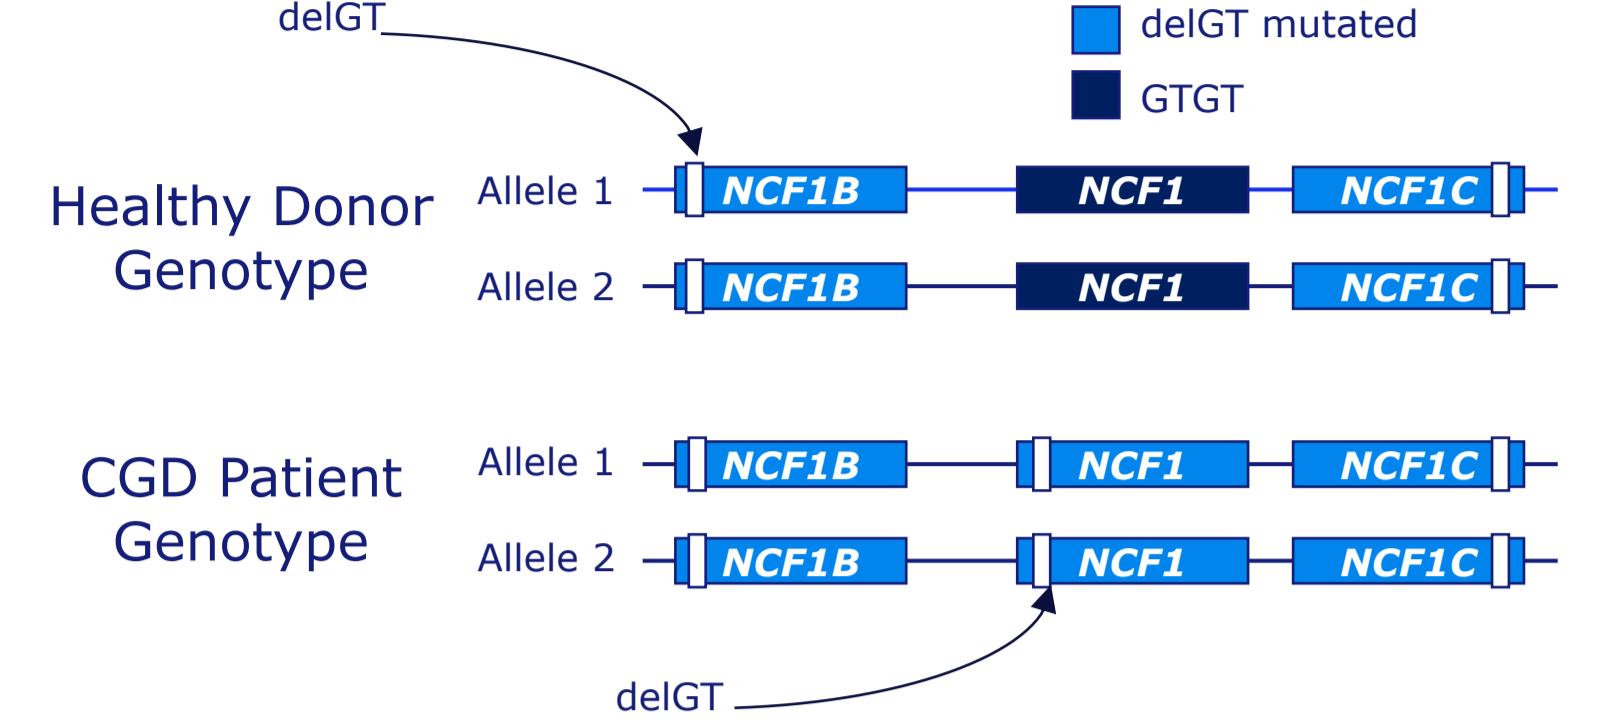 delGT
delGT mutated
GTGT
Healthy Donor
Genotype
Allele 1
NCF1B
NCF1
NCF1C
Allele 2
NCF1B
NCF1
NCF1C
CGD Patient
Genotype
Allele 1
NCF1B
NCF1
NCF1C
Allele 2
NCF1B
NCF1
NCF1C
delGT